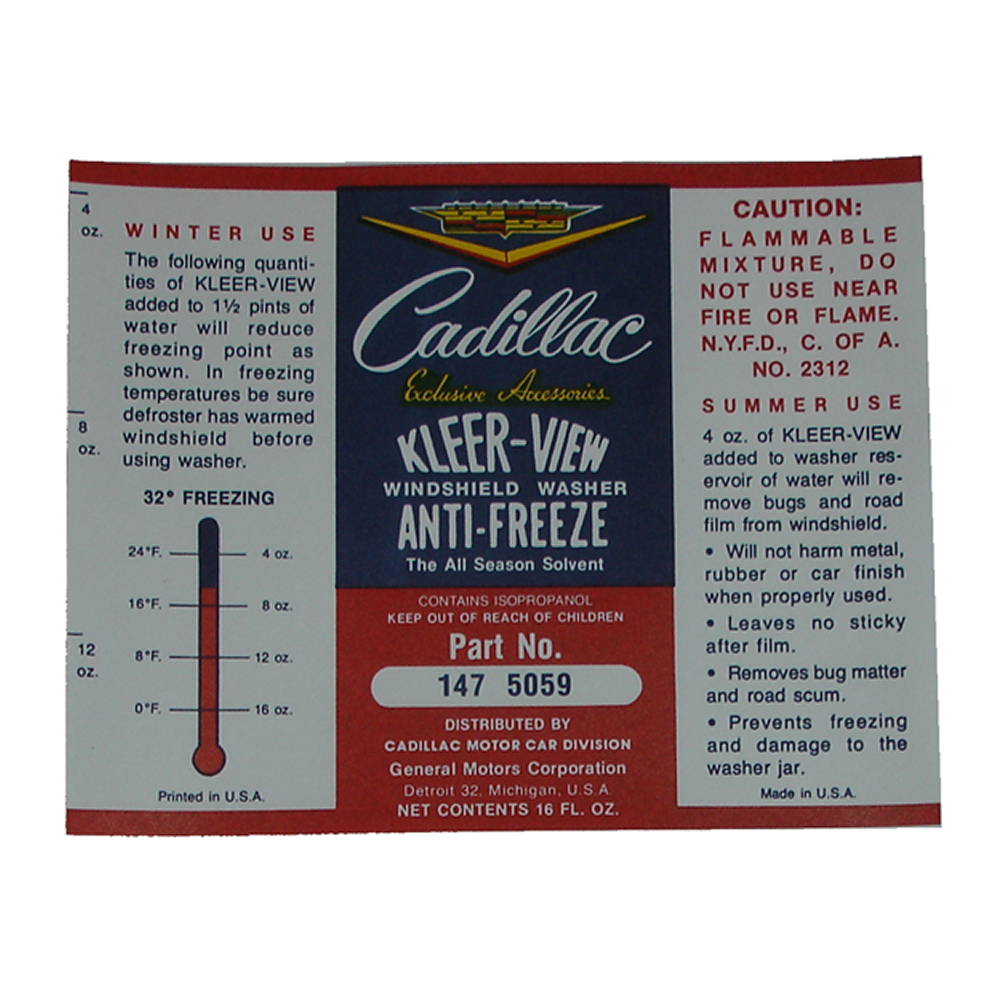 4
oz.
8
oz.
12
oz.
WINTER USE
The following quanti-
ties of KLEER-VIEW
added to 1½ pints of
water will reduce
freezing point as
shown. In freezing
temperatures be sure
defroster has warmed
windshield before
using washer.
32° FREEZING
24°F. 4 oz.
16°F. 8 oz.
8°F. 12 oz.
0°F. 16 oz.
Printed in U.S.A.
Cadillac
Exclusive Accessories
KLEER-VIEW
WINDSHIELD WASHER
ANTI-FREEZE
The All Season Solvent
CONTAINS ISOPROPANOL
KEEP OUT OF REACH OF CHILDREN
Part No.
147 5059
DISTRIBUTED BY
CADILLAC MOTOR CAR DIVISION
General Motors Corporation
Detroit 32, Michigan, U.S.A.
NET CONTENTS 16 FL. OZ.
CAUTION:
FLAMMABLE
MIXTURE, DO
NOT USE NEAR
FIRE OR FLAME.
N.Y.F.D., C. OF A.
NO. 2312
SUMMER USE
4 oz. of KLEER-VIEW
added to washer res-
ervoir of water will re-
move bugs and road
film from windshield.
• Will not harm metal,
rubber or car finish
when properly used.
• Leaves no sticky
after film.
• Removes bug matter
and road scum.
• Prevents freezing
and damage to the
washer jar.
Made in U.S.A.